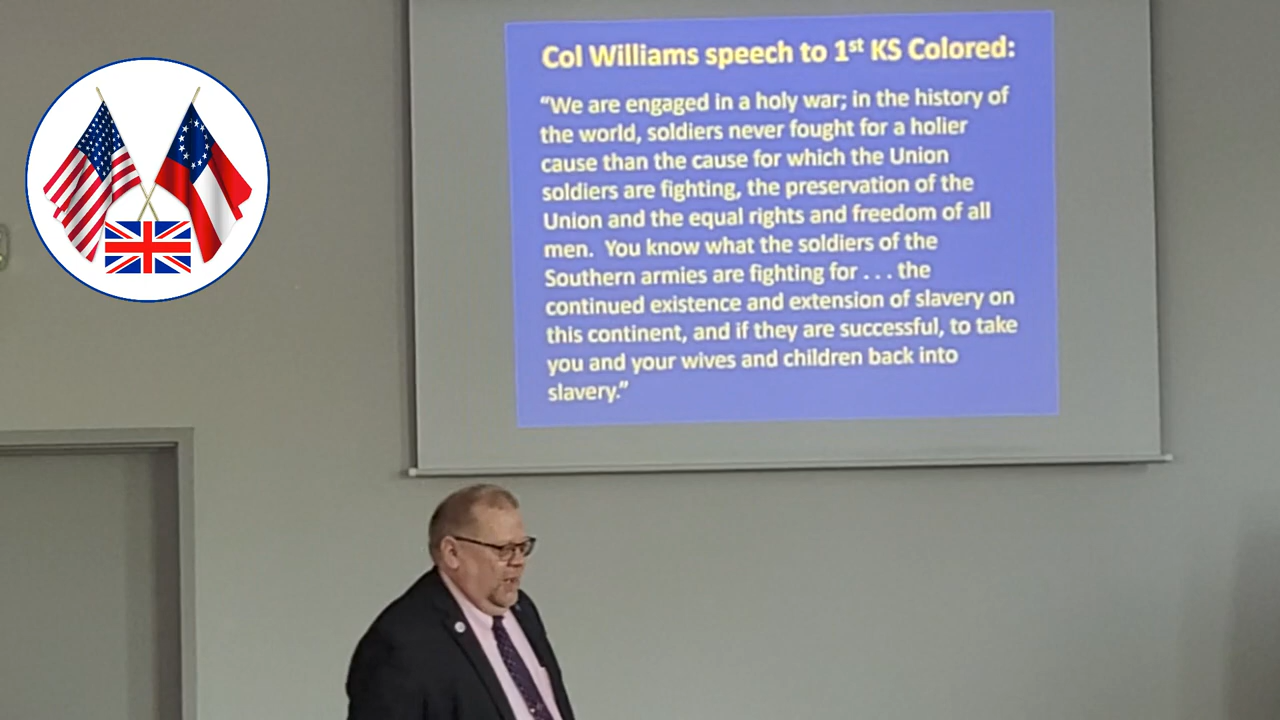 Col Williams speech to 1st KS Colored:
“We are engaged in a holy war; in the history of
the world, soldiers never fought for a holier
cause than the cause for which the Union
soldiers are fighting, the preservation of the
Union and the equal rights and freedom of all
men.  You know what the soldiers of the
Southern armies are fighting for . . . the
continued existence and extension of slavery on
this continent, and if they are successful, to take
you and your wives and children back into
slavery.”